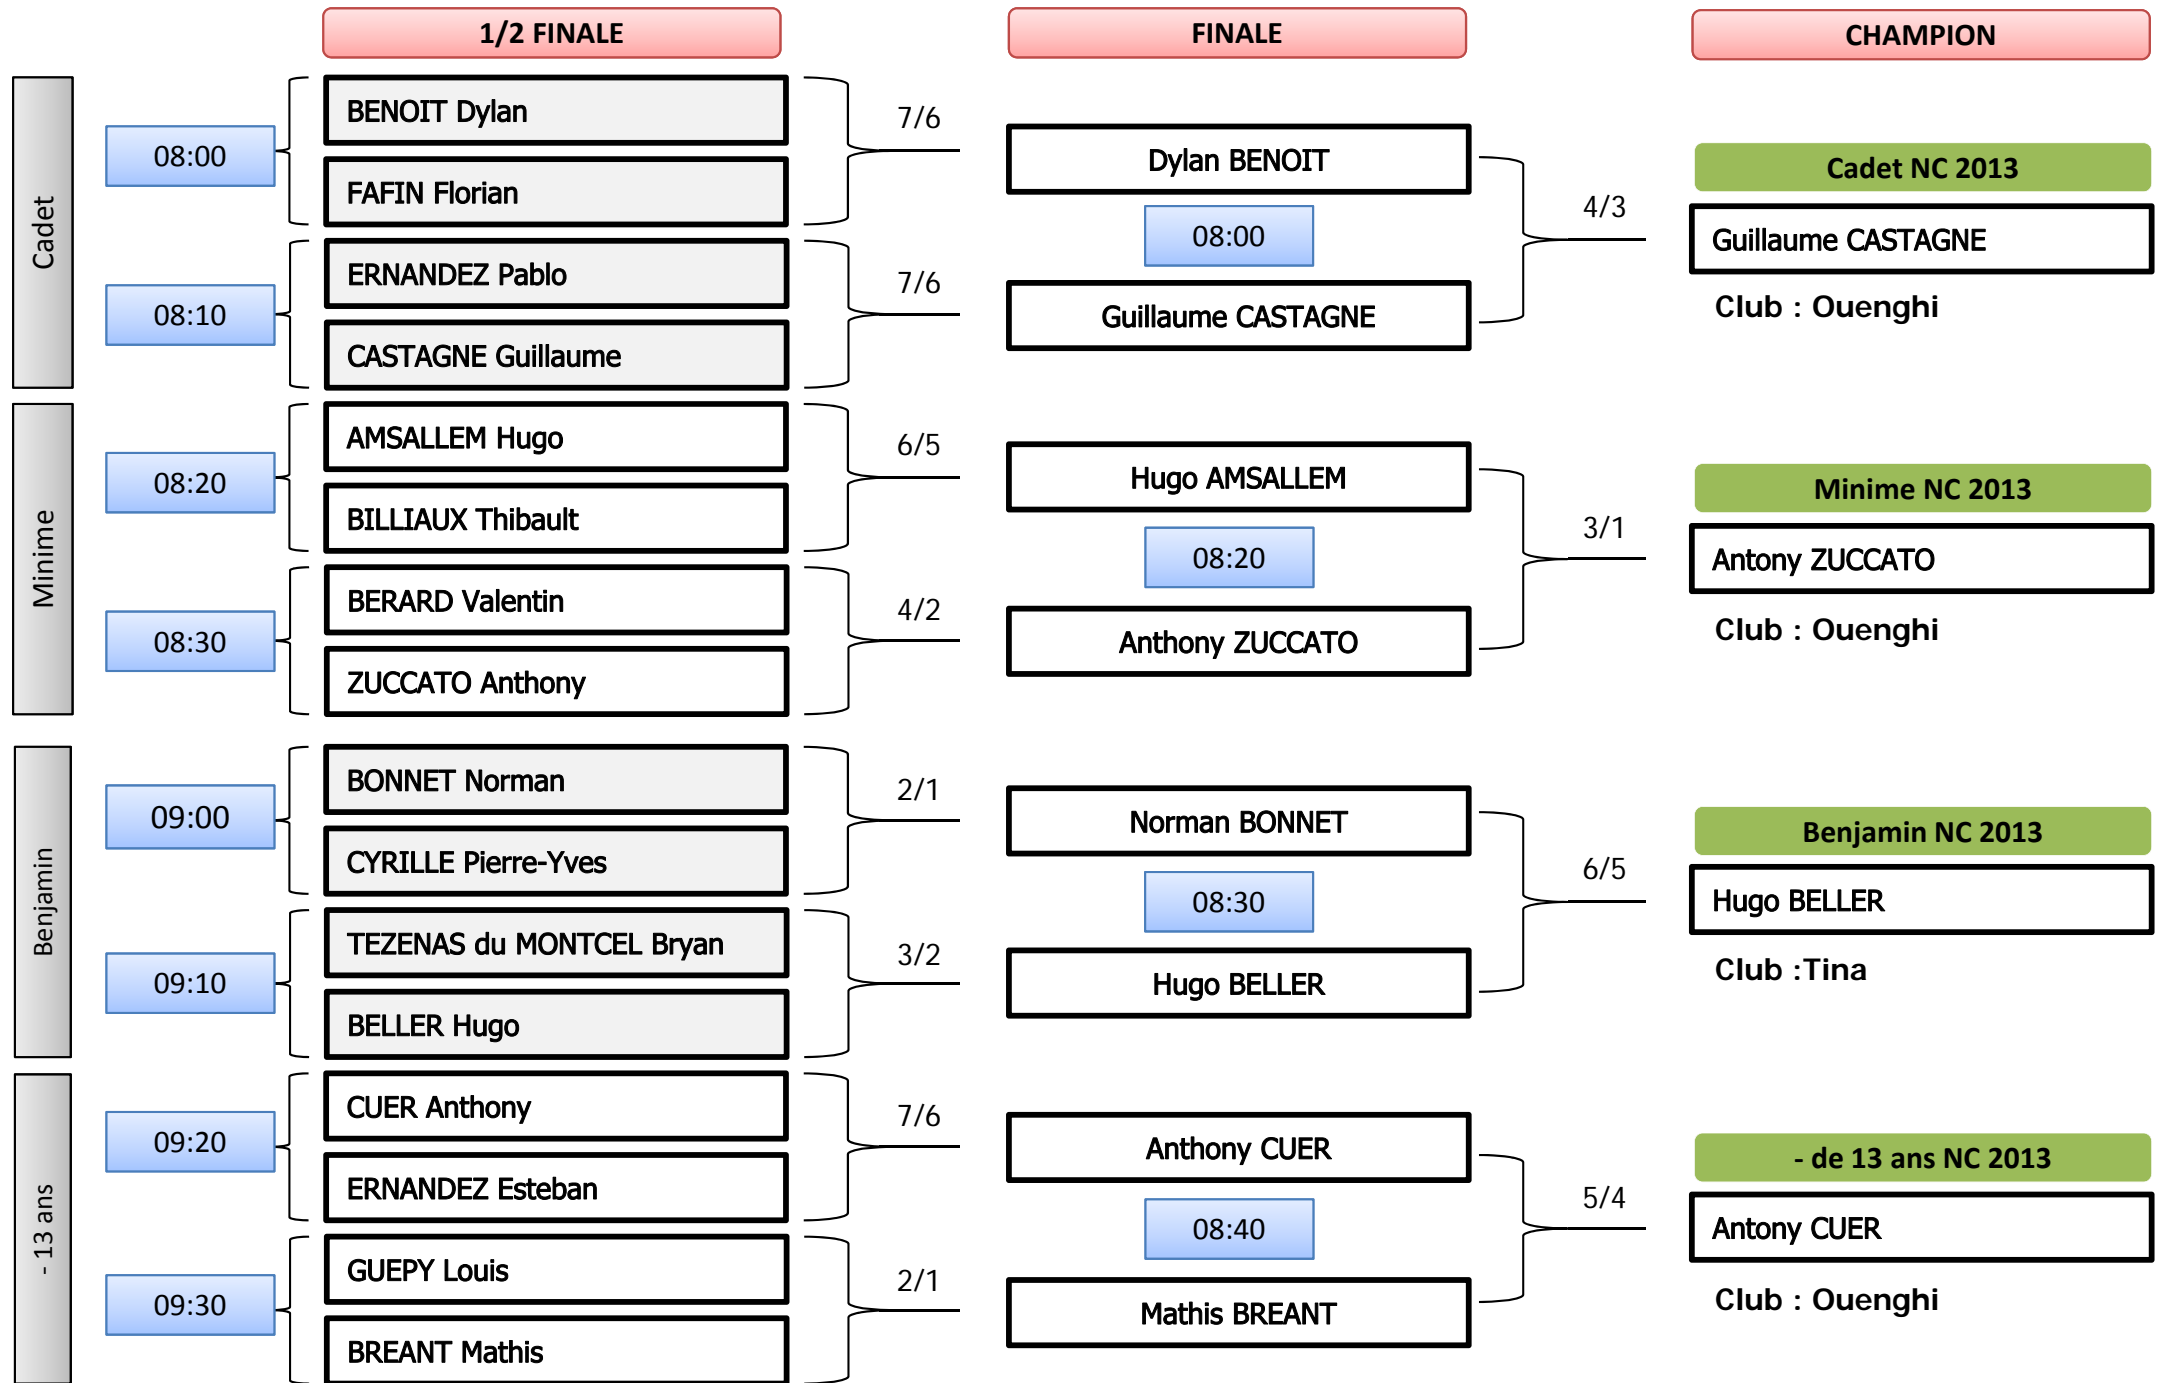 1/2 FINALE
FINALE
CHAMPION
Cadet
08:00
BENOIT Dylan
FAFIN Florian
7/6
08:10
ERNANDEZ Pablo
CASTAGNE Guillaume
7/6
Dylan BENOIT
08:00
Guillaume CASTAGNE
4/3
Cadet NC 2013
Guillaume CASTAGNE
Club : Ouenghi
Minime
08:20
AMSALLEM Hugo
BILLIAUX Thibault
6/5
08:30
BERARD Valentin
ZUCCATO Anthony
4/2
Hugo AMSALLEM
08:20
Anthony ZUCCATO
3/1
Minime NC 2013
Antony ZUCCATO
Club : Ouenghi
Benjamin
09:00
BONNET Norman
CYRILLE Pierre-Yves
2/1
09:10
TEZENAS du MONTCEL Bryan
BELLER Hugo
3/2
Norman BONNET
08:30
Hugo BELLER
6/5
Benjamin NC 2013
Hugo BELLER
Club :Tina
- 13 ans
09:20
CUER Anthony
ERNANDEZ Esteban
7/6
09:30
GUEPY Louis
BREANT Mathis
2/1
Anthony CUER
08:40
Mathis BREANT
5/4
- de 13 ans NC 2013
Antony CUER
Club : Ouenghi